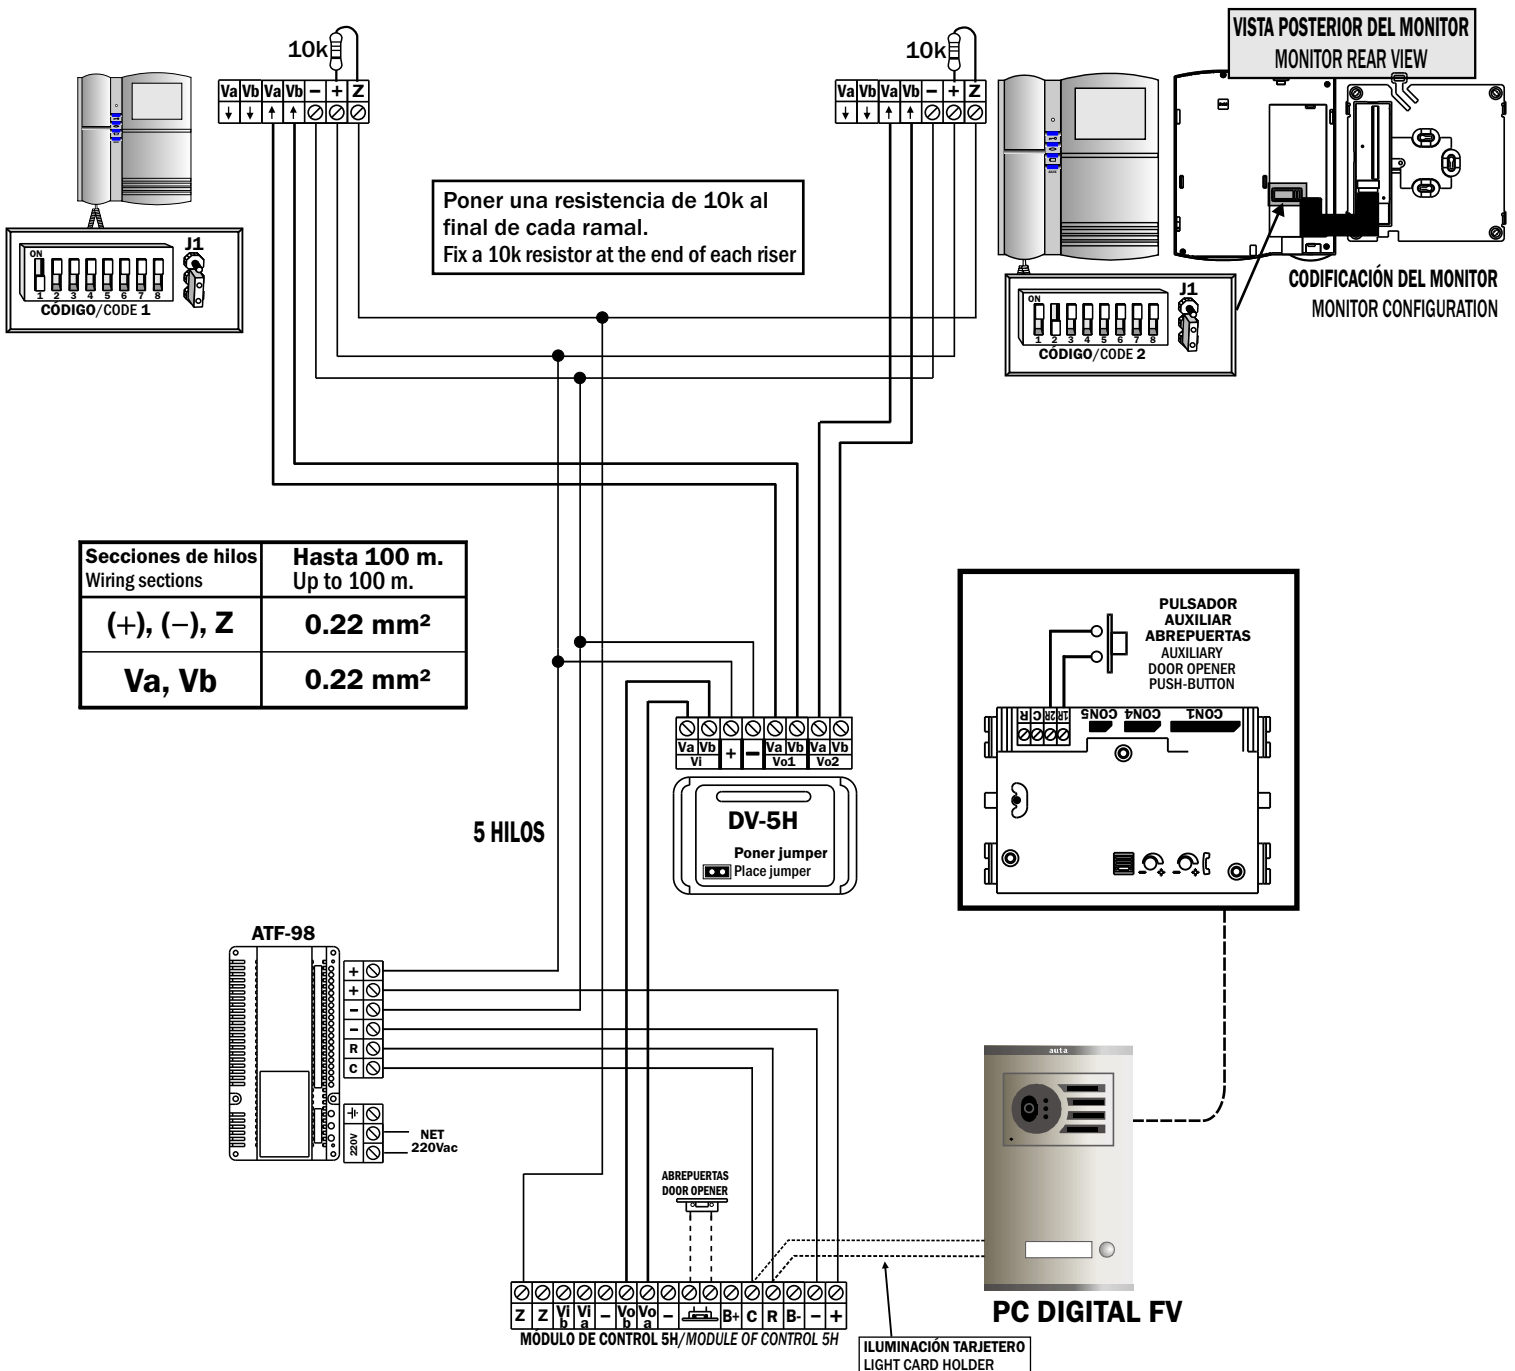 10k
Va Vb Va Vb − + Z
10k
Va Vb Va Vb − + Z
VISTA POSTERIOR DEL MONITOR
MONITOR REAR VIEW
Poner una resistencia de 10k al
final de cada ramal.
Fix a 10k resistor at the end of each riser
ON
1 2 3 4 5 6 7 8
J1
CÓDIGO/CODE 1
ON
1 2 3 4 5 6 7 8
J1
CÓDIGO/CODE 2
CODIFICACIÓN DEL MONITOR
MONITOR CONFIGURATION
Secciones de hilos
Wiring sections
Hasta 100 m.
Up to 100 m.
(+), (−), Z
0.22 mm²
Va, Vb
0.22 mm²
PULSADOR
AUXILIAR
ABREPUERTAS
AUXILIARY
DOOR OPENER
PUSH-BUTTON
R C R2 R1 CON5 CON4 CON1
Va Vb + − Va Vb Va Vb
Vi Vo1 Vo2
DV-5H
Poner jumper
Place jumper
5 HILOS
ATF-98
+
+
−
−
R
C
220V
NET
220Vac
auta
ABREPUERTAS
DOOR OPENER
Z Z Vi b Vi a − Vo b Vo a − B+ C R B- − +
MÓDULO DE CONTROL 5H/MODULE OF CONTROL 5H
PC DIGITAL FV
ILUMINACIÓN TARJETERO
LIGHT CARD HOLDER